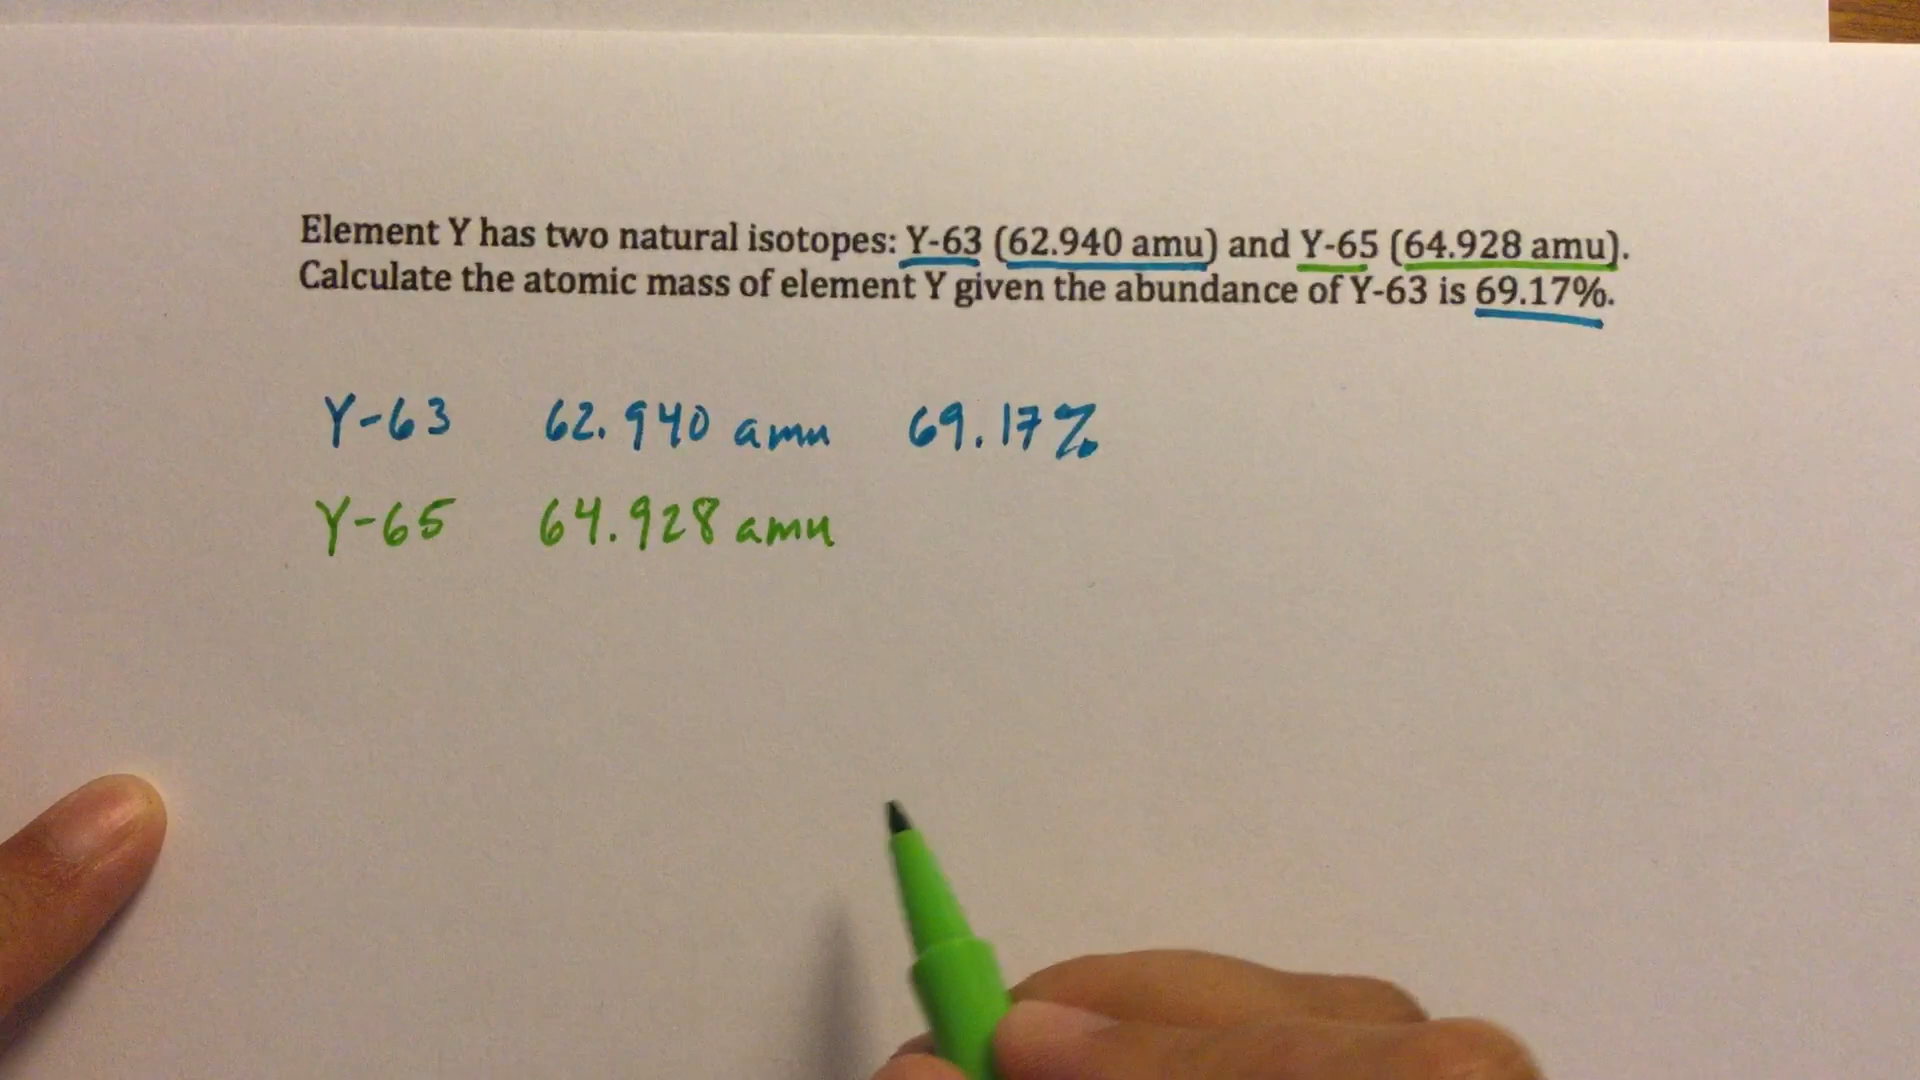 Element Y has two natural isotopes: Y-63 (62.940 amu) and Y-65 (64.928 amu).
Calculate the atomic mass of element Y given the abundance of Y-63 is 69.17%.
Y-63 62.940 amu 69.17%
Y-65 64.928 amu